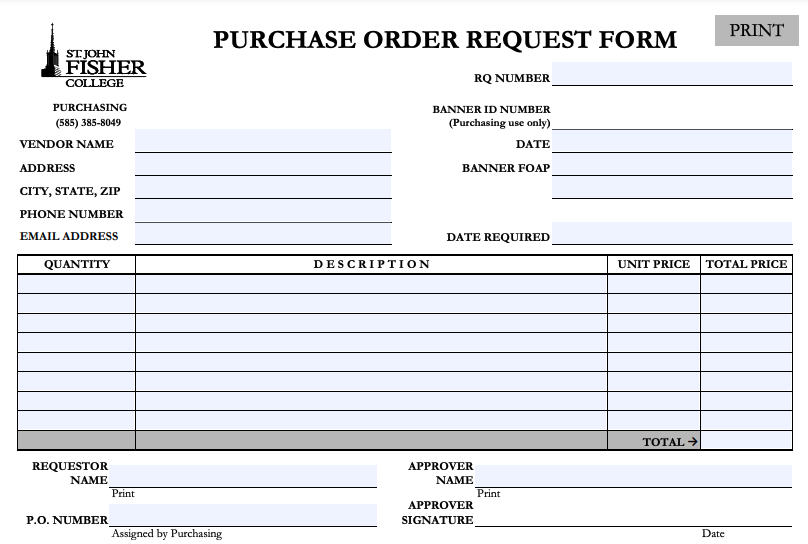 PURCHASE ORDER REQUEST FORM
PRINT
ST. JOHN
FISHER
COLLEGE
RQ NUMBER
PURCHASING
(585) 385-8049
BANNER ID NUMBER
(Purchasing use only)
VENDOR NAME
DATE
ADDRESS
BANNER FOAP
CITY, STATE, ZIP
PHONE NUMBER
EMAIL ADDRESS
DATE REQUIRED
QUANTITY DESCRIPTION UNIT PRICE TOTAL PRICE
TOTAL →
REQUESTOR
NAME
Print
APPROVER
NAME
Print
P.O. NUMBER
Assigned by Purchasing
APPROVER
SIGNATURE
Date